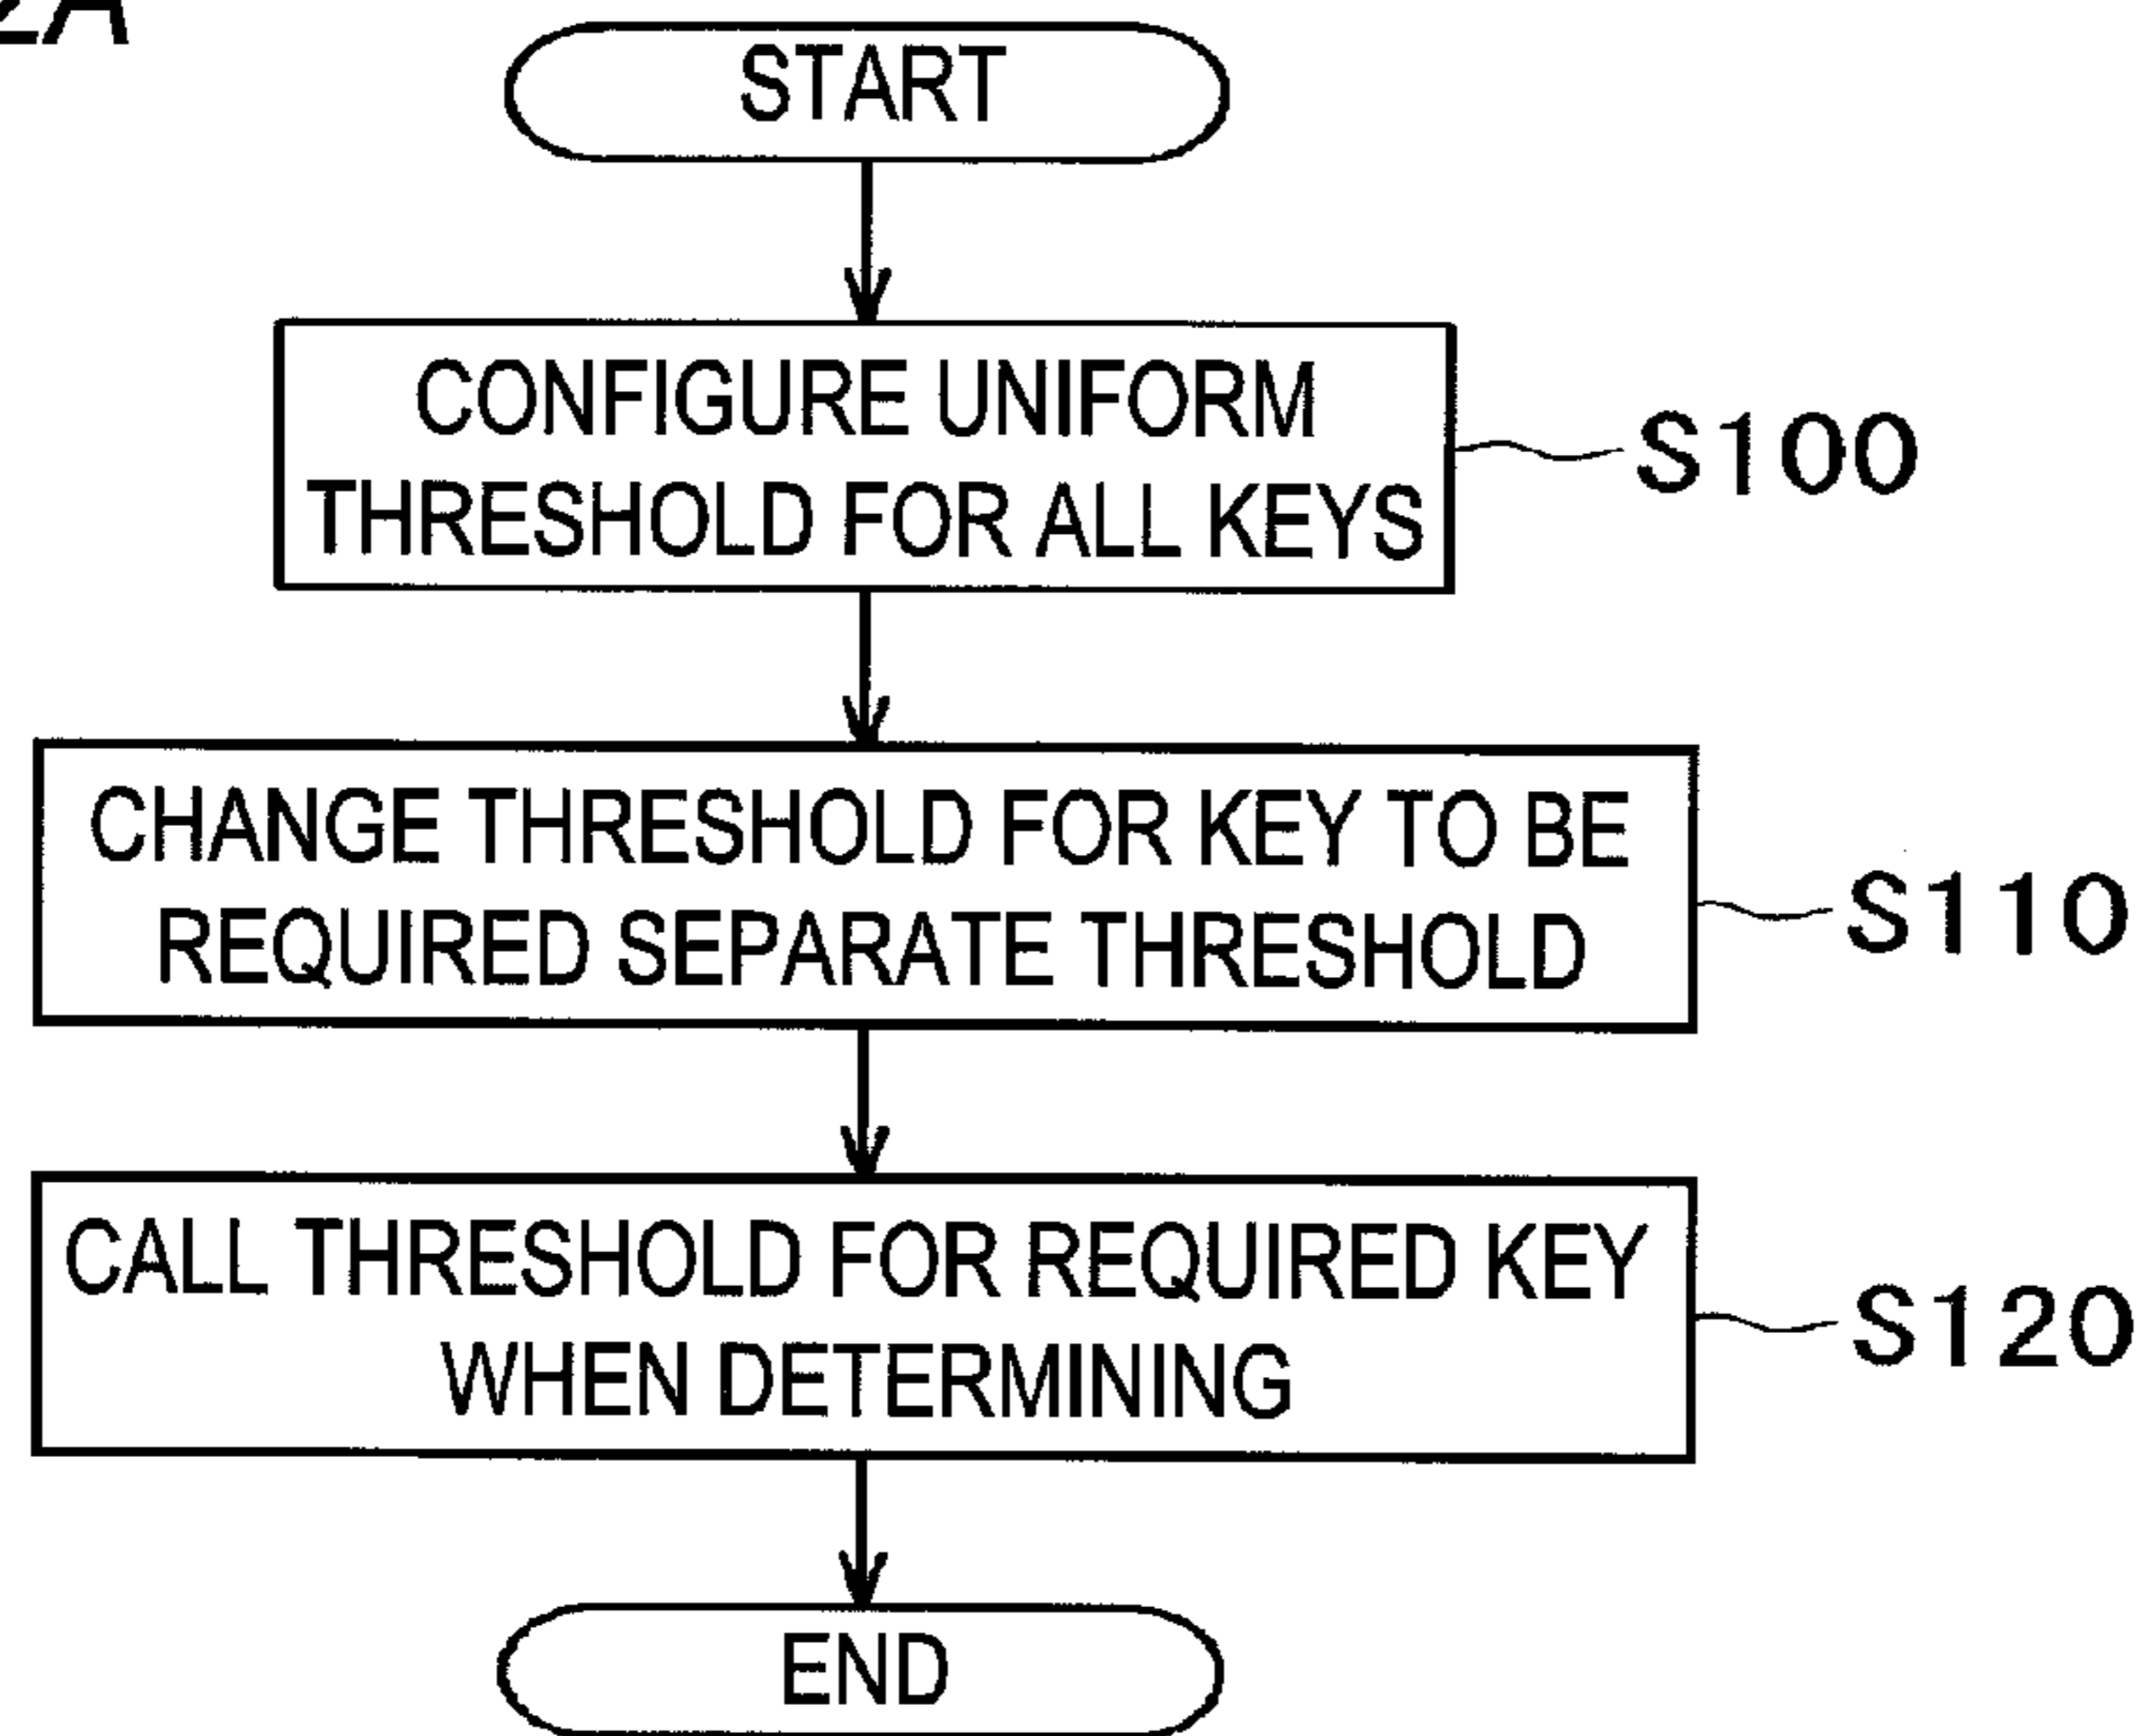 2A
START
CONFIGURE UNIFORM
THRESHOLD FOR ALL KEYS
S100
CHANGE THRESHOLD FOR KEY TO BE
REQUIRED SEPARATE THRESHOLD
S110
CALL THRESHOLD FOR REQUIRED KEY
WHEN DETERMINING
S120
END